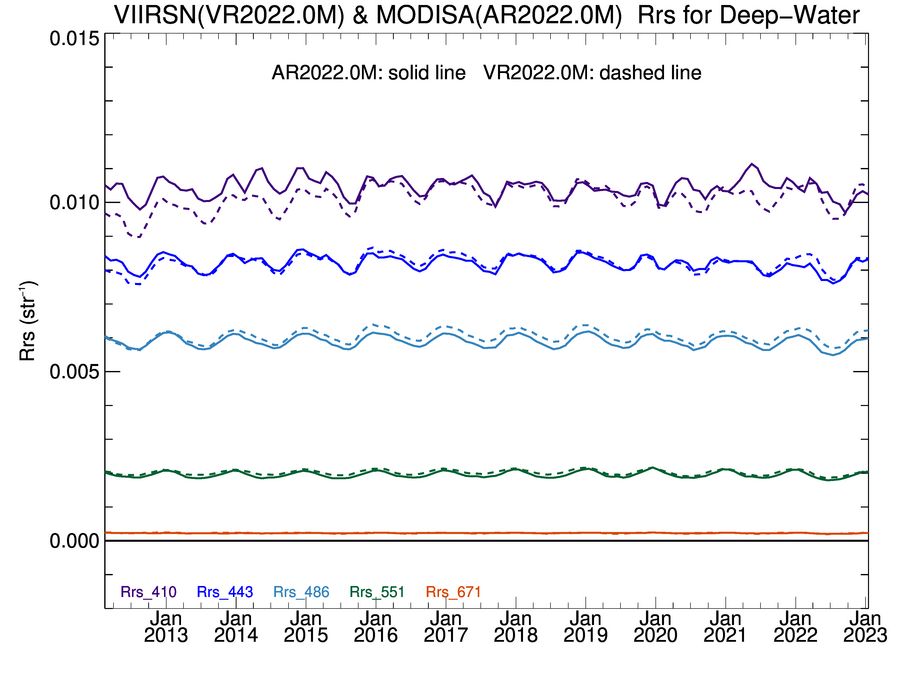 VIIRSN(VR2022.0M) & MODISA(AR2022.0M)  Rrs for Deep−Water
AR2022.0M: solid line   VR2022.0M: dashed line
0.015
0.010
0.005
0.000
Rrs (str⁻¹)
Rrs_410 Rrs_443 Rrs_486 Rrs_551 Rrs_671
Jan Jan Jan Jan Jan Jan Jan Jan Jan Jan Jan
2013 2014 2015 2016 2017 2018 2019 2020 2021 2022 2023